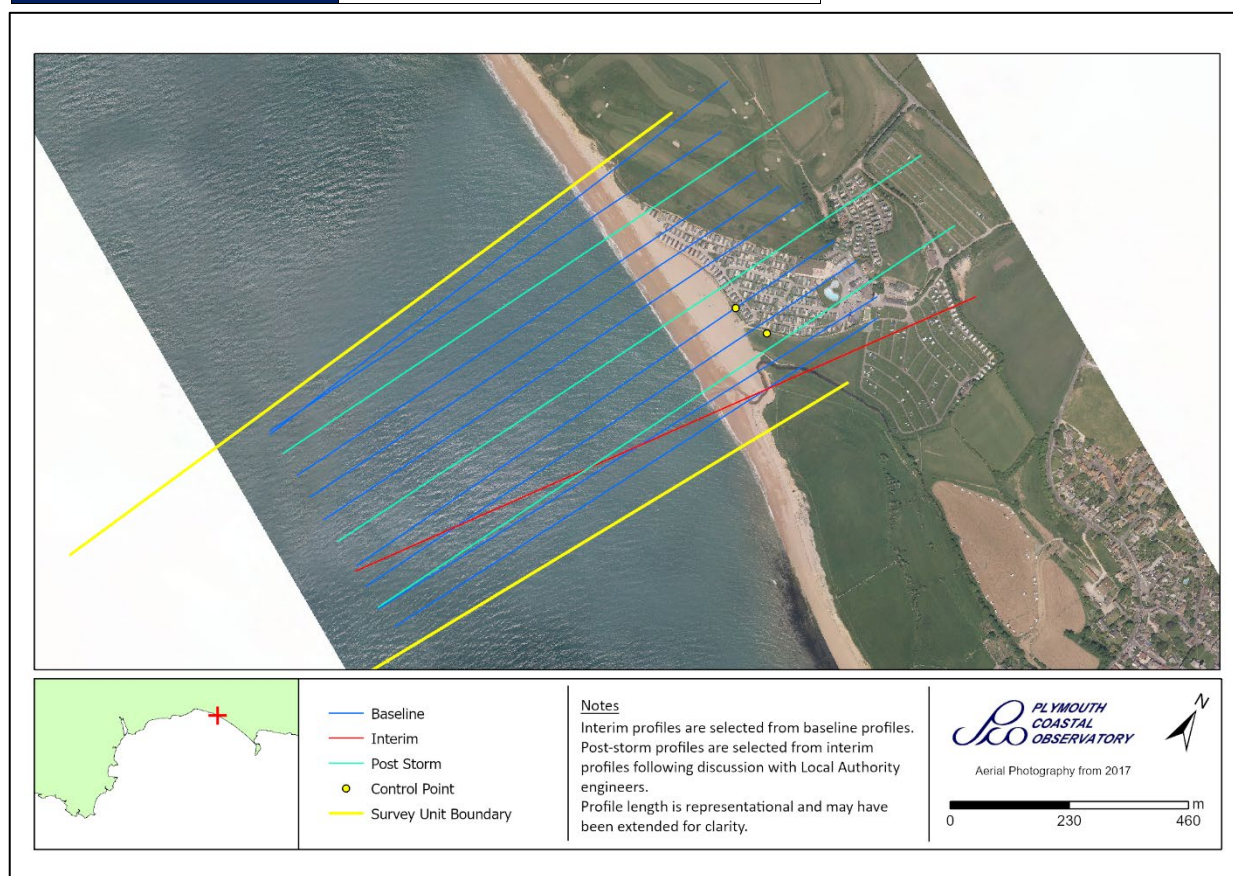 Baseline
Interim
Post Storm
Control Point
Survey Unit Boundary
Notes
Interim profiles are selected from baseline profiles.
Post-storm profiles are selected from interim
profiles following discussion with Local Authority
engineers.
Profile length is representational and may have
been extended for clarity.
PCO
PLYMOUTH
COASTAL
OBSERVATORY
N
Aerial Photography from 2017
m
0 230 460